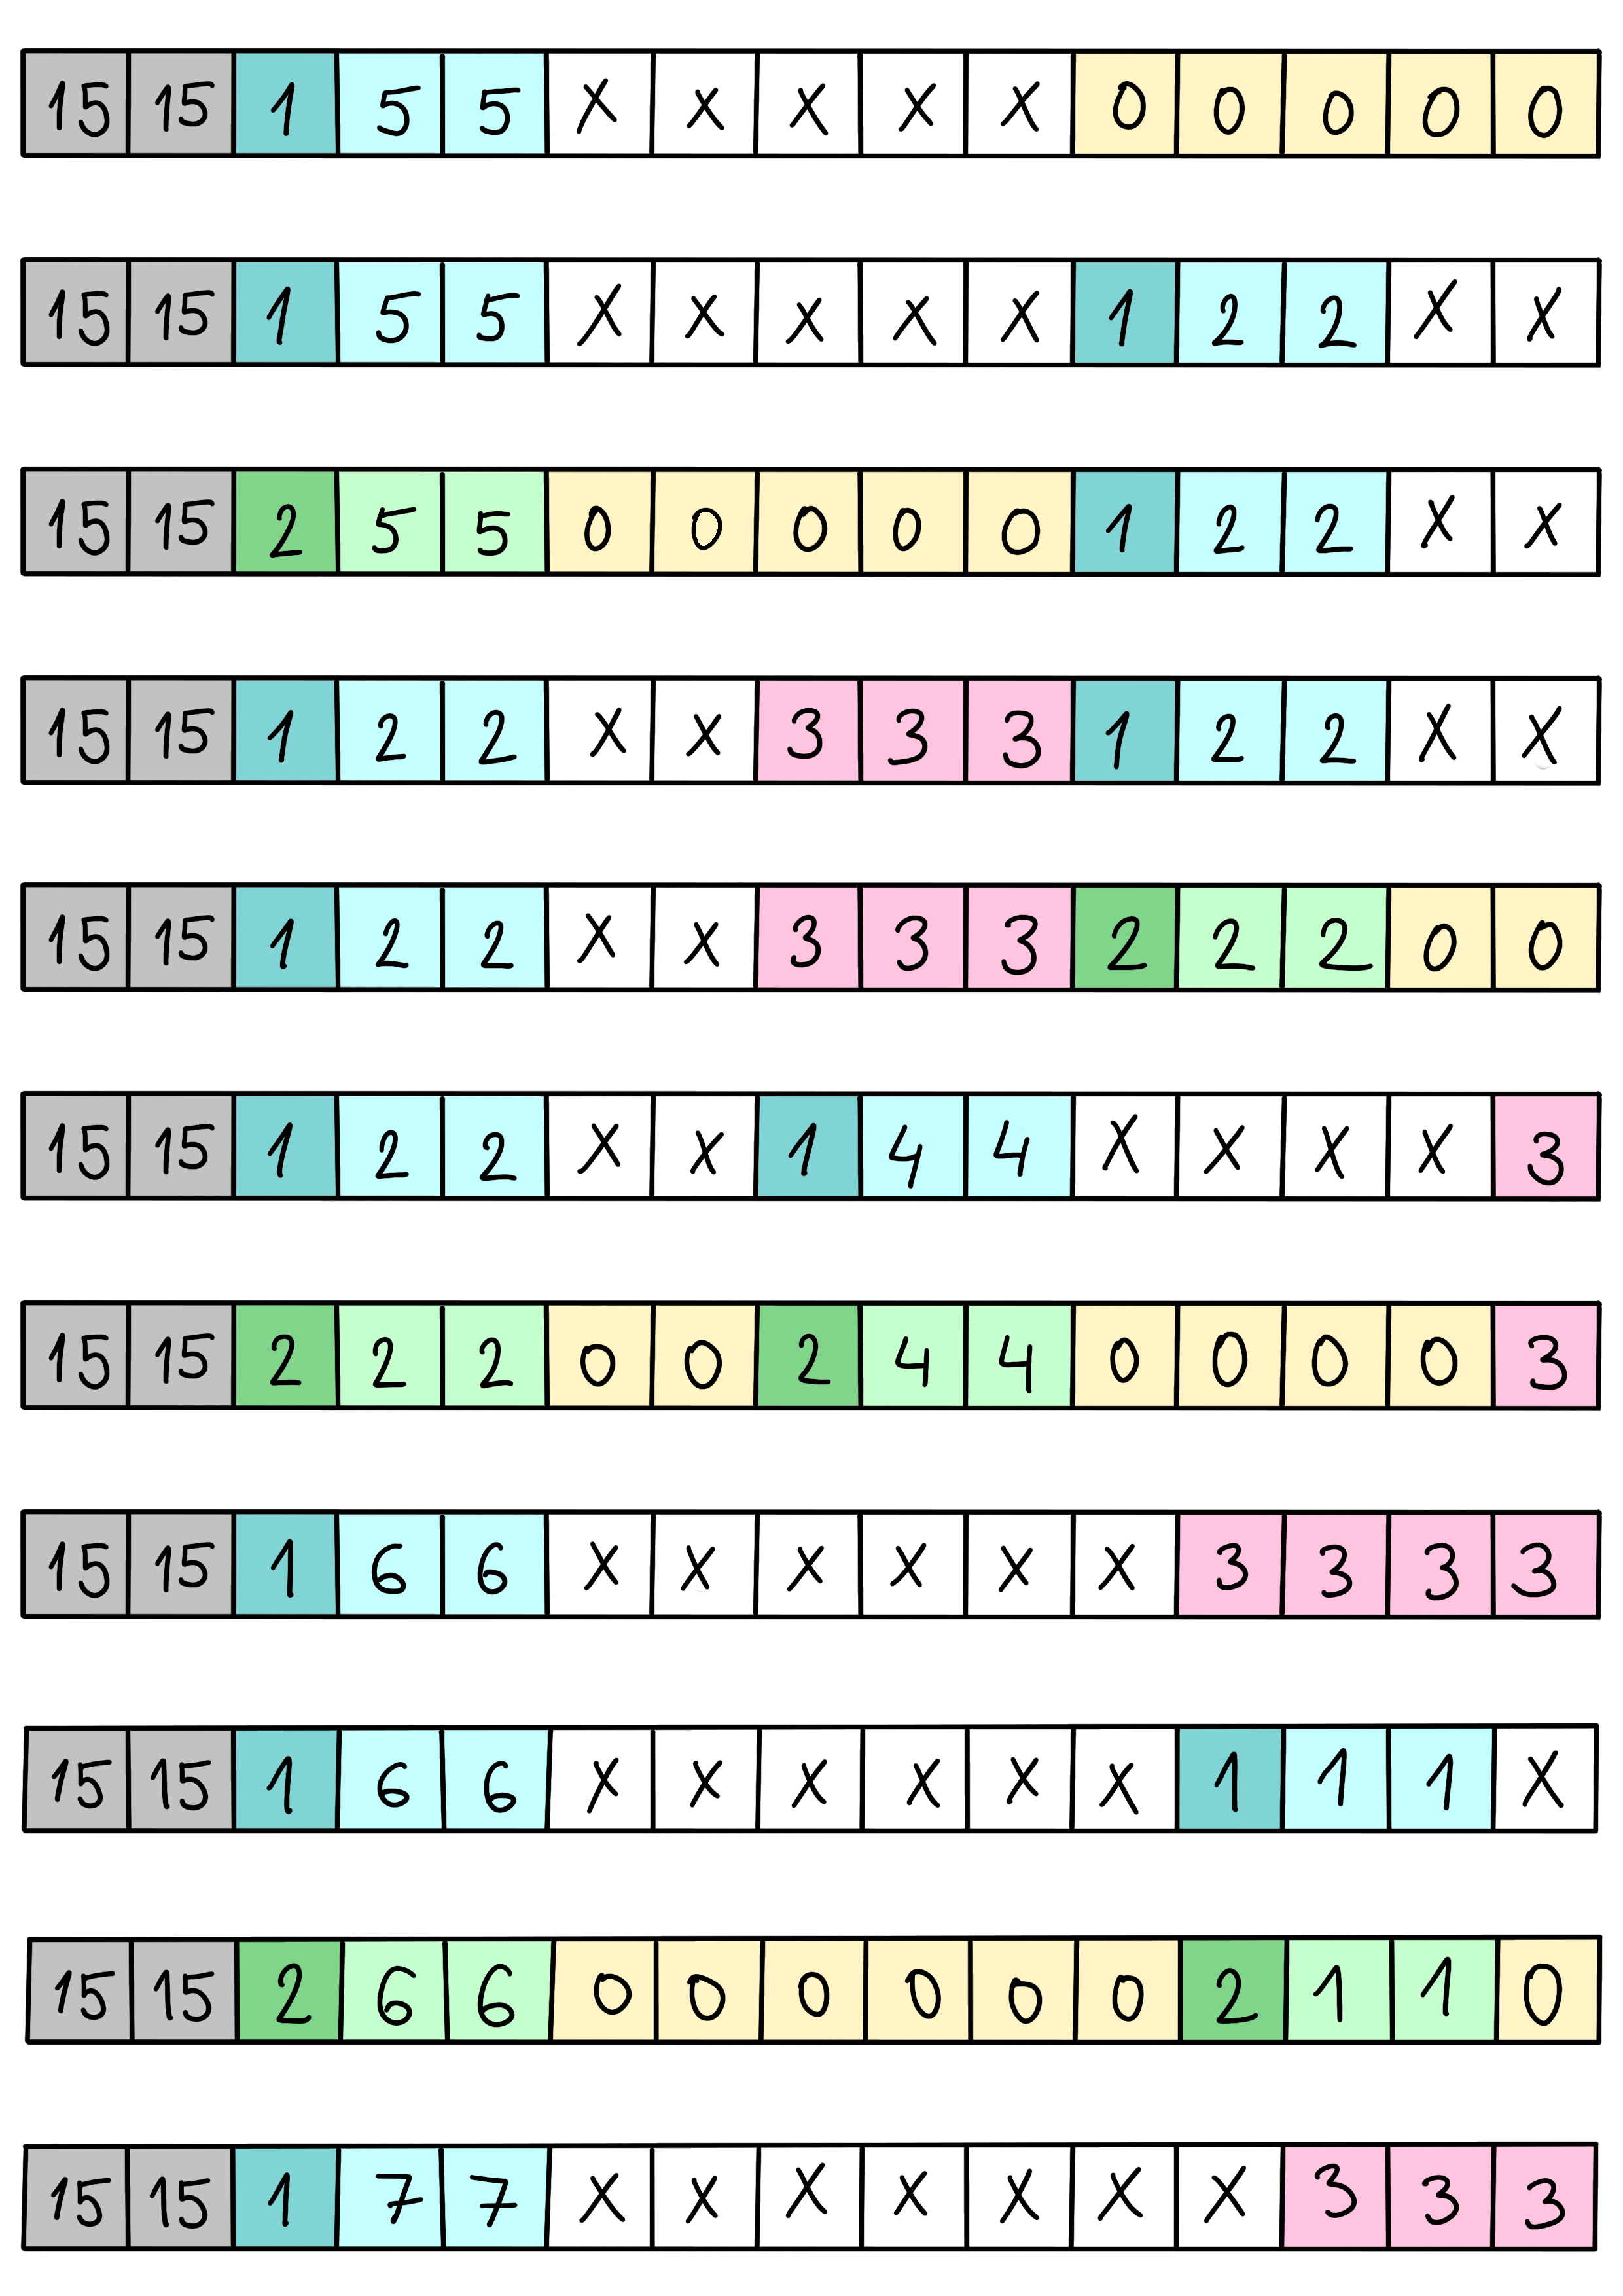 15 15 1 5 5 X X X X X 0 0 0 0 0
15 15 1 5 5 X X X X X 1 2 2 X X
15 15 2 5 5 0 0 0 0 0 1 2 2 X X
15 15 1 2 2 X X 3 3 3 1 2 2 X X
15 15 1 2 2 X X 3 3 3 2 2 2 0 0
15 15 1 2 2 X X 1 4 4 X X X X 3
15 15 2 2 2 0 0 2 4 4 0 0 0 0 3
15 15 1 6 6 X X X X X X 3 3 3 3
15 15 1 6 6 X X X X X X 1 1 1 X
15 15 2 6 6 0 0 0 0 0 0 2 1 1 0
15 15 1 7 7 X X X X X X X 3 3 3